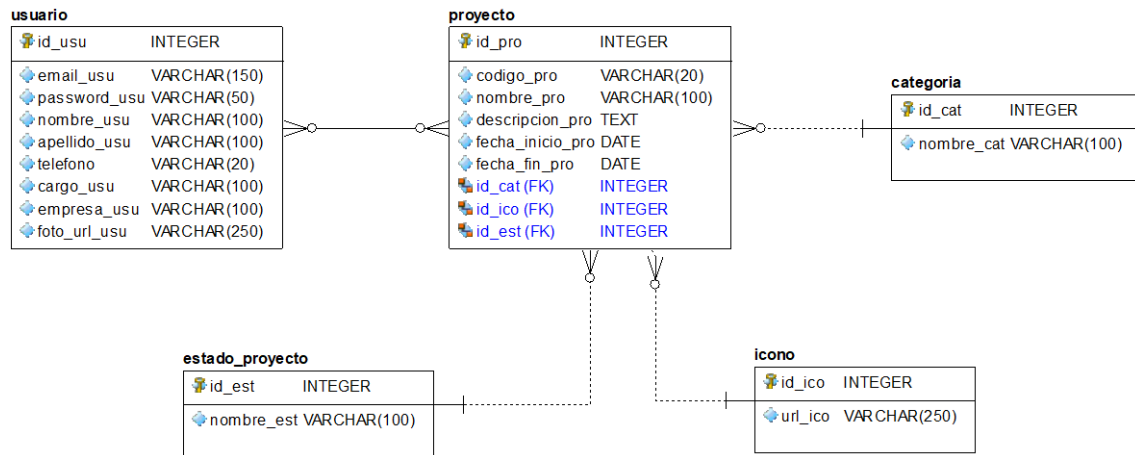 usuario
id_usu INTEGER
email_usu VARCHAR(150)
password_usu VARCHAR(50)
nombre_usu VARCHAR(100)
apellido_usu VARCHAR(100)
telefono VARCHAR(20)
cargo_usu VARCHAR(100)
empresa_usu VARCHAR(100)
foto_url_usu VARCHAR(250)
proyecto
id_pro INTEGER
codigo_pro VARCHAR(20)
nombre_pro VARCHAR(100)
descripcion_pro TEXT
fecha_inicio_pro DATE
fecha_fin_pro DATE
id_cat (FK) INTEGER
id_ico (FK) INTEGER
id_est (FK) INTEGER
categoria
id_cat INTEGER
nombre_cat VARCHAR(100)
estado_proyecto
id_est INTEGER
nombre_est VARCHAR(100)
icono
id_ico INTEGER
url_ico VARCHAR(250)